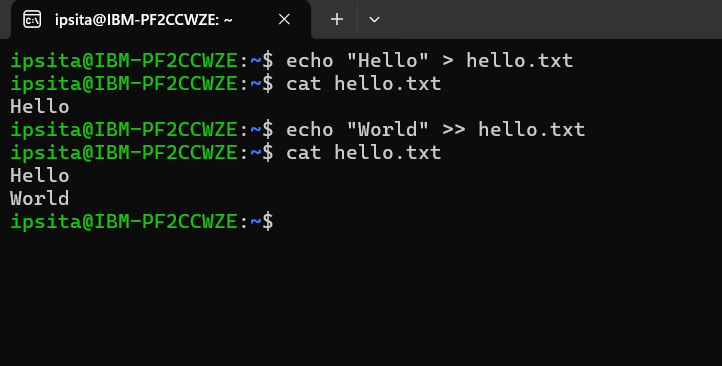 ipsita@IBM-PF2CCWZE: ~
ipsita@IBM-PF2CCWZE:~$ echo "Hello" > hello.txt
ipsita@IBM-PF2CCWZE:~$ cat hello.txt
Hello
ipsita@IBM-PF2CCWZE:~$ echo "World" >> hello.txt
ipsita@IBM-PF2CCWZE:~$ cat hello.txt
Hello
World
ipsita@IBM-PF2CCWZE:~$